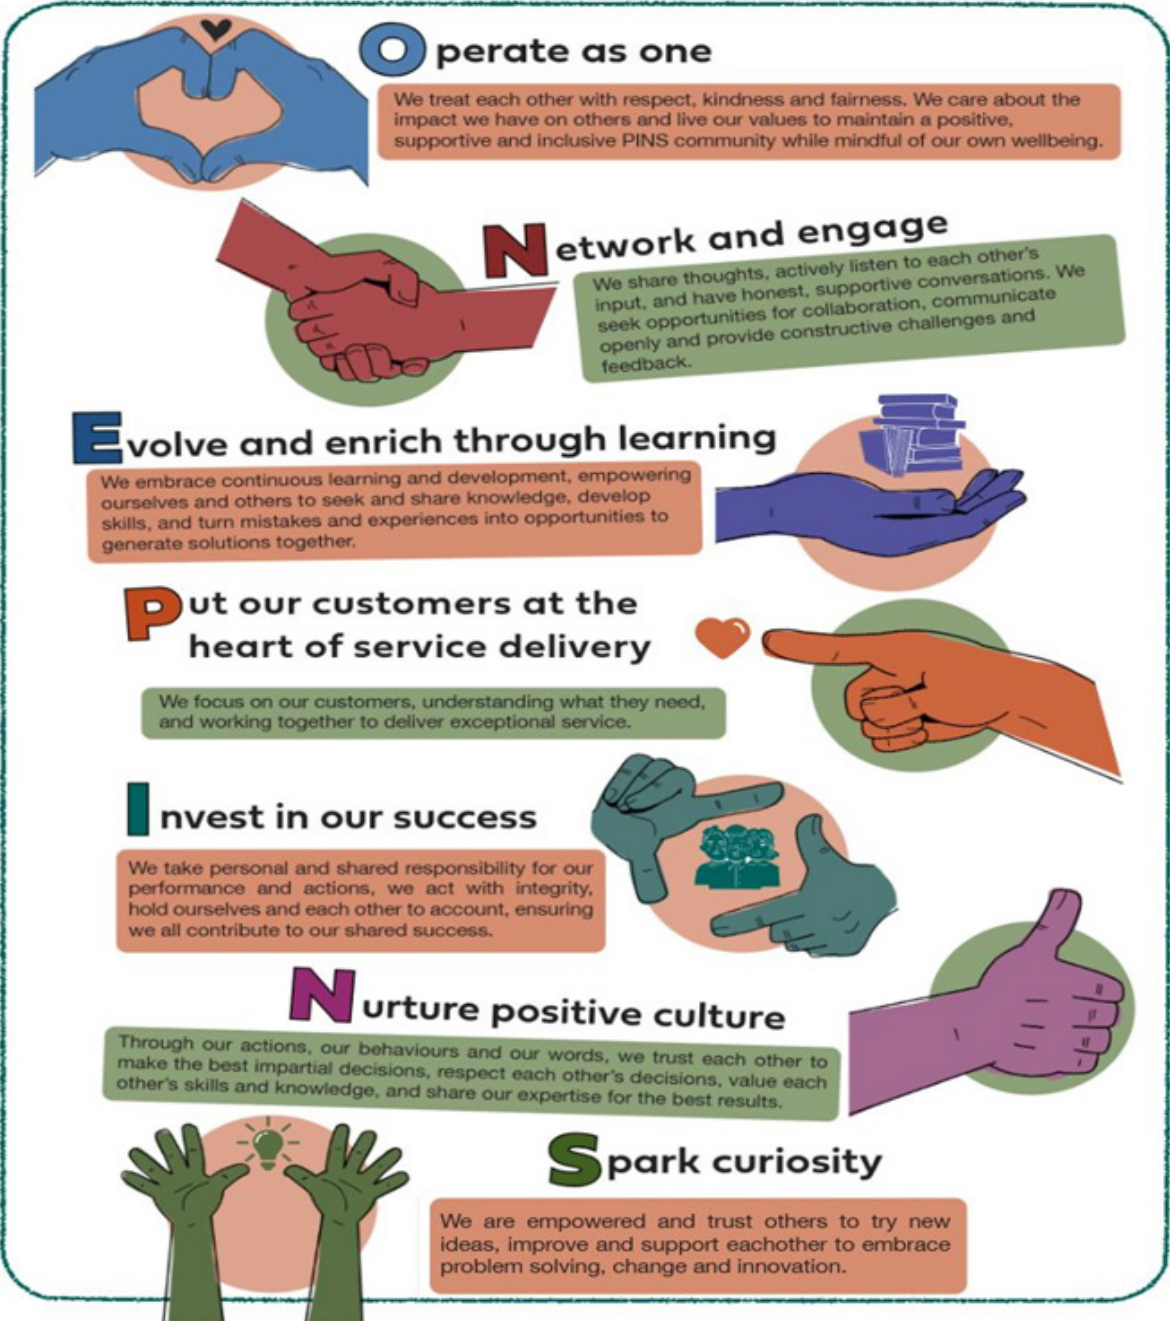 Operate as one
We treat each other with respect, kindness and fairness. We care about the
impact we have on others and live our values to maintain a positive,
supportive and inclusive PINS community while mindful of our own wellbeing.
Network and engage
We share thoughts, actively listen to each other's
input, and have honest, supportive conversations. We
seek opportunities for collaboration, communicate
openly and provide constructive challenges and
feedback.
Evolve and enrich through learning
We embrace continuous learning and development, empowering
ourselves and others to seek and share knowledge, develop
skills, and turn mistakes and experiences into opportunities to
generate solutions together.
Put our customers at the
heart of service delivery
We focus on our customers, understanding what they need,
and working together to deliver exceptional service.
Invest in our success
We take personal and shared responsibility for our
performance and actions, we act with integrity,
hold ourselves and each other to account, ensuring
we all contribute to our shared success.
Nurture positive culture
Through our actions, our behaviours and our words, we trust each other to
make the best impartial decisions, respect each other's decisions, value each
other's skills and knowledge, and share our expertise for the best results.
Spark curiosity
We are empowered and trust others to try new
ideas, improve and support eachother to embrace
problem solving, change and innovation.